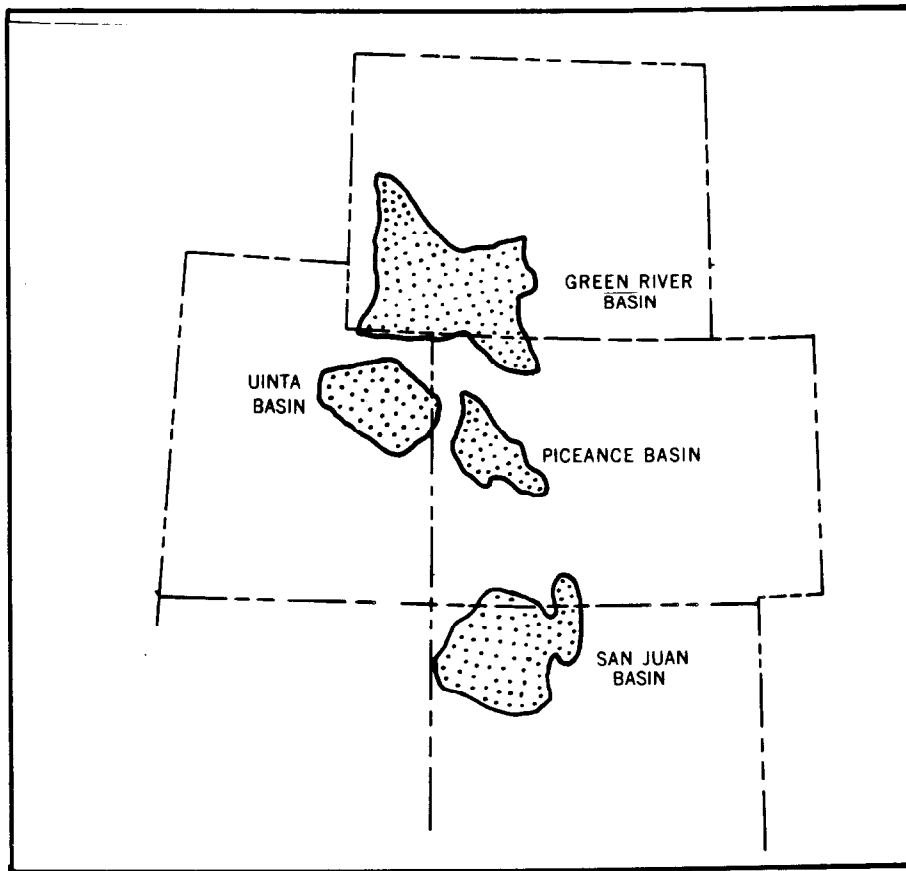 GREEN RIVER
BASIN
UINTA
BASIN
PICEANCE BASIN
SAN JUAN
BASIN